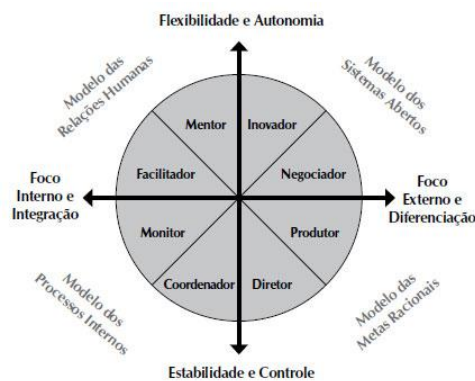 Flexibilidade e Autonomia
Modelo das
Relações Humanas
Modelo dos
Sistemas Abertos
Mentor
Inovador
Facilitador
Negociador
Foco
Interno e
Integração
Foco
Externo e
Diferenciação
Monitor
Produtor
Coordenador
Diretor
Modelo dos
Processos Internos
Modelo das
Metas Racionais
Estabilidade e Controle